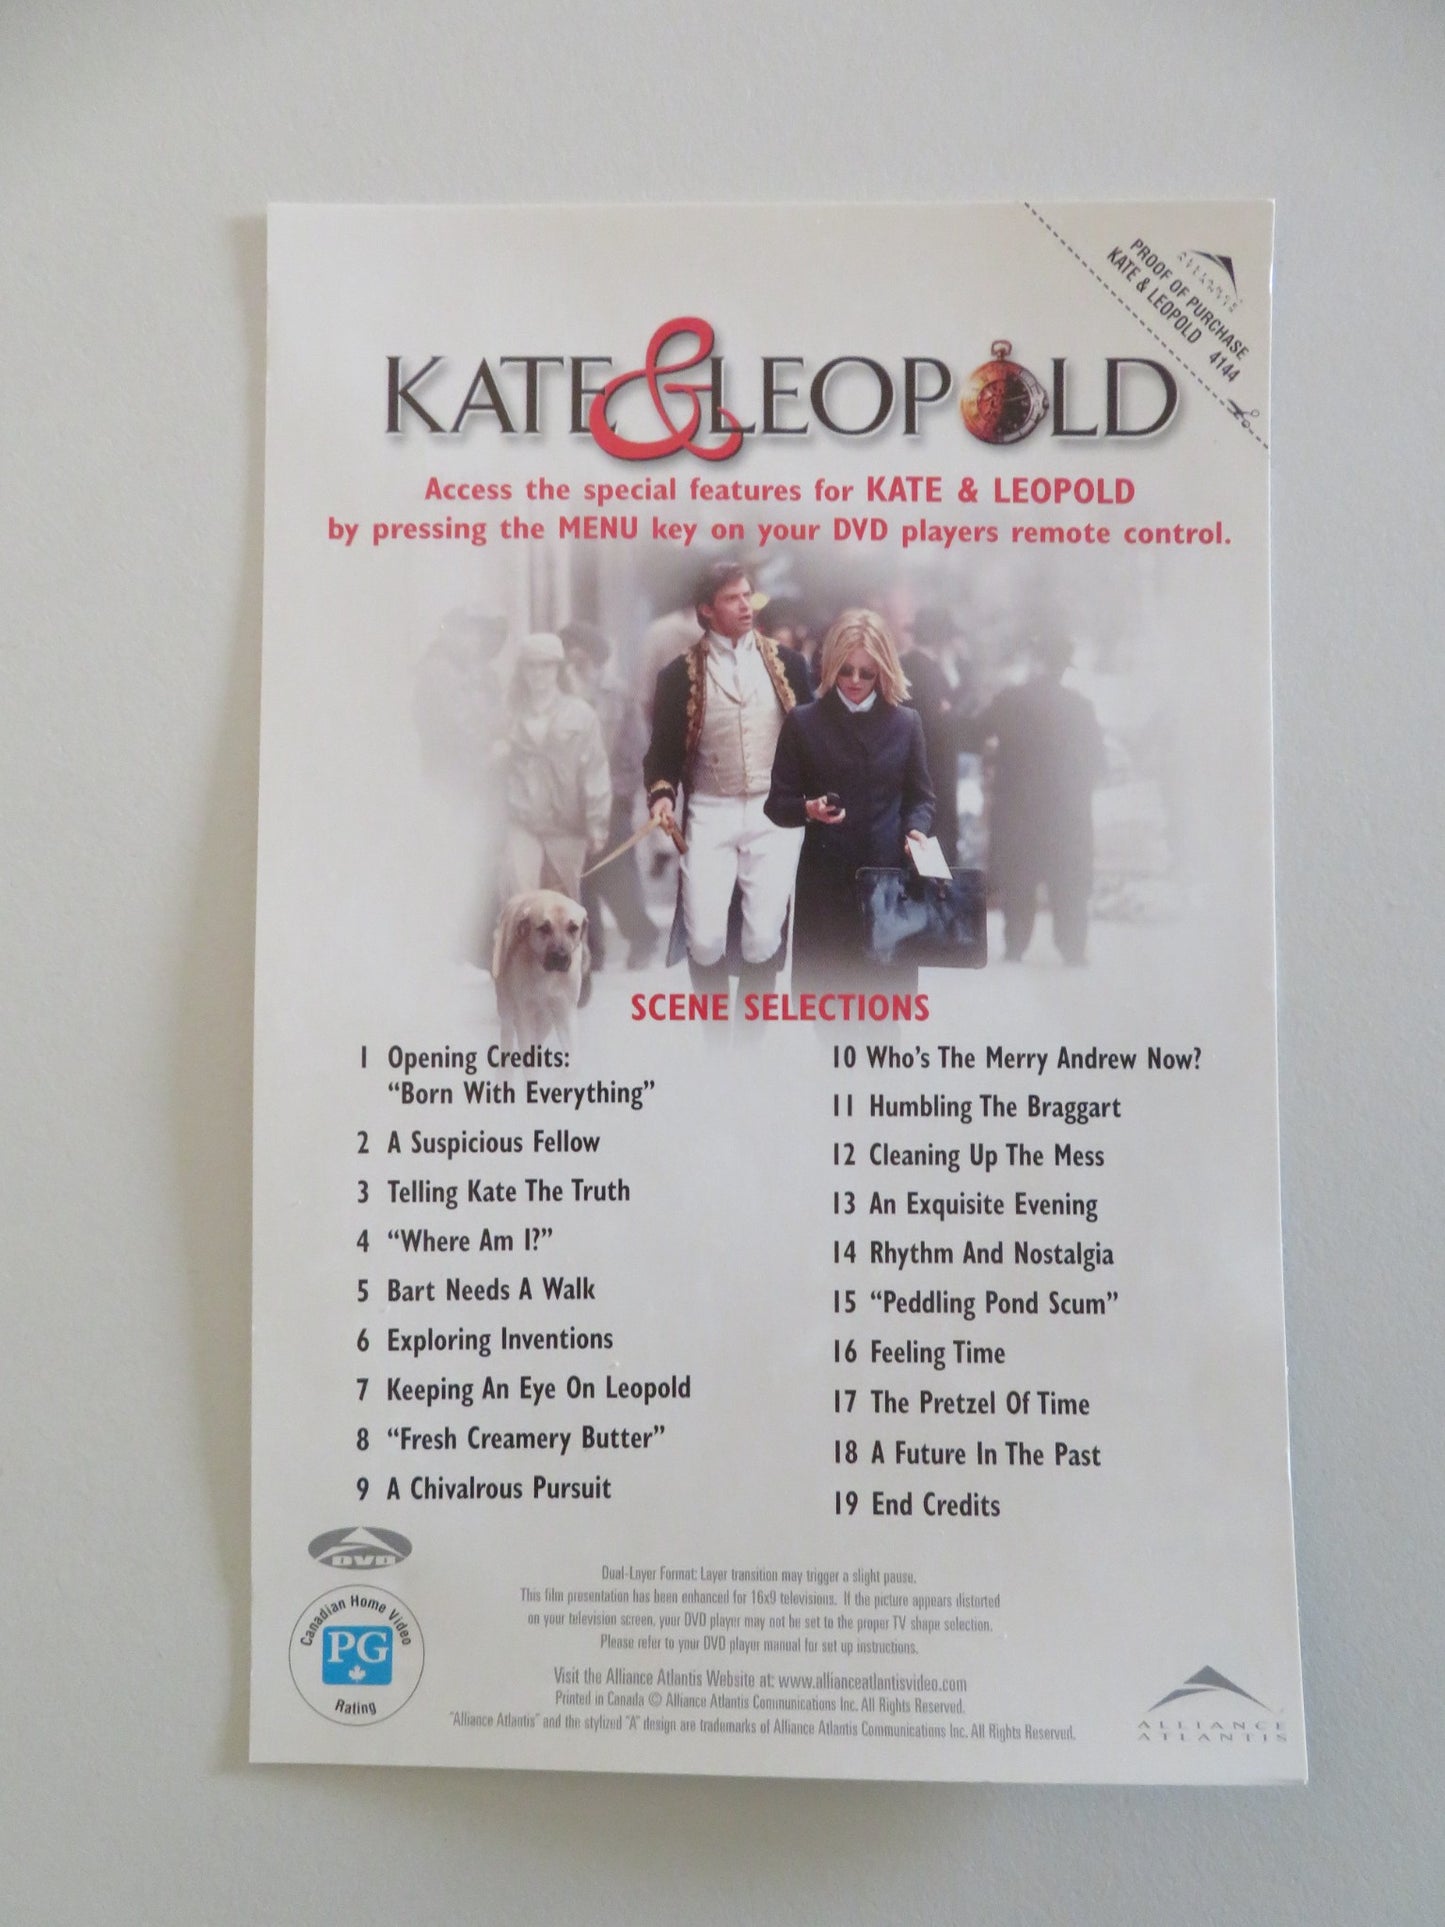 ALLIANCE
PROOF OF PURCHASE
KATE & LEOPOLD 4144
KATE & LEOPOLD
Access the special features for KATE & LEOPOLD
by pressing the MENU key on your DVD players remote control.
SCENE SELECTIONS
1 Opening Credits:
“Born With Everything”
2 A Suspicious Fellow
3 Telling Kate The Truth
4 “Where Am I?”
5 Bart Needs A Walk
6 Exploring Inventions
7 Keeping An Eye On Leopold
8 “Fresh Creamery Butter”
9 A Chivalrous Pursuit
10 Who’s The Merry Andrew Now?
11 Humbling The Braggart
12 Cleaning Up The Mess
13 An Exquisite Evening
14 Rhythm And Nostalgia
15 “Peddling Pond Scum”
16 Feeling Time
17 The Pretzel Of Time
18 A Future In The Past
19 End Credits
DVD
Canadian Home Video
PG
Rating
Dual-Layer Format: Layer transition may trigger a slight pause.
This film presentation has been enhanced for 16x9 televisions. If the picture appears distorted
on your television screen, your DVD player may not be set to the proper TV shape selection.
Please refer to your DVD player manual for set up instructions.
Visit the Alliance Atlantis Website at: www.allianceatlantisvideo.com
Printed in Canada © Alliance Atlantis Communications Inc. All Rights Reserved.
"Alliance Atlantis" and the stylized "A" design are trademarks of Alliance Atlantis Communications Inc. All Rights Reserved.
ALLIANCE
ATLANTIS